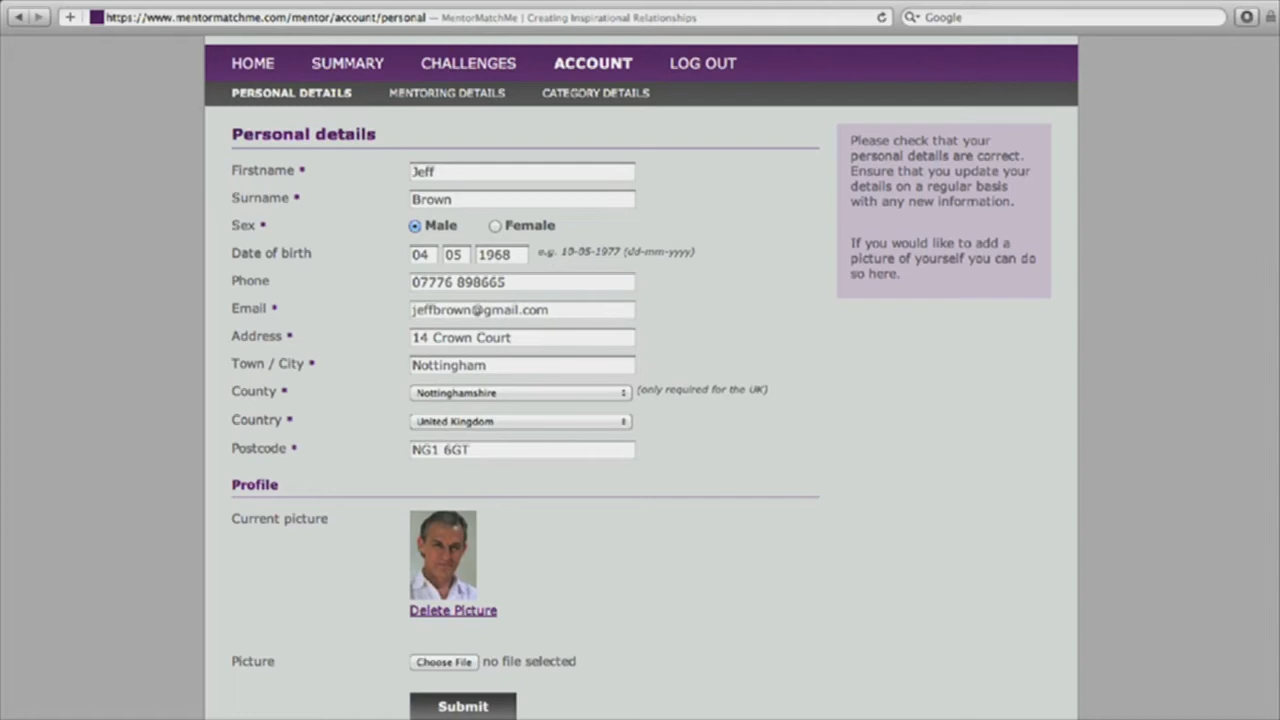 https://www.mentormatchme.com/mentor/account/personal — MentorMatchMe | Creating Inspirational Relationships
Google
HOME SUMMARY CHALLENGES ACCOUNT LOG OUT
PERSONAL DETAILS MENTORING DETAILS CATEGORY DETAILS
Personal details
Firstname * Jeff
Surname * Brown
Sex * Male Female
Date of birth 04 05 1968 e.g. 10-05-1977 (dd-mm-yyyy)
Phone 07776 898665
Email * jeffbrown@gmail.com
Address * 14 Crown Court
Town / City * Nottingham
County * Nottinghamshire (only required for the UK)
Country * United Kingdom
Postcode * NG1 6GT
Please check that your
personal details are correct.
Ensure that you update your
details on a regular basis
with any new information.
If you would like to add a
picture of yourself you can do
so here.
Profile
Current picture
Delete Picture
Picture Choose File no file selected
Submit